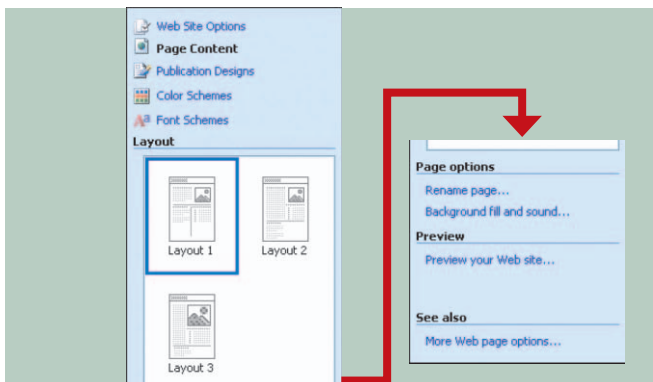 Web Site Options
Page Content
Publication Designs
Color Schemes
Font Schemes
Layout
Layout 1
Layout 2
Layout 3
Page options
Rename page...
Background fill and sound...
Preview
Preview your Web site...
See also
More Web page options...